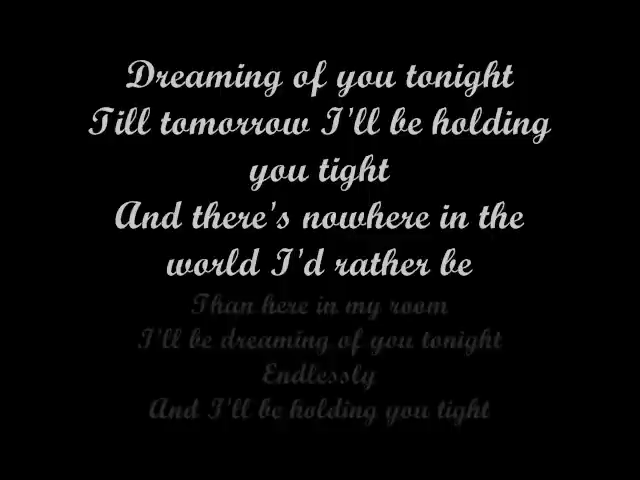 Dreaming of you tonight
Till tomorrow I'll be holding
you tight
And there's nowhere in the
world I'd rather be
Than here in my room
I'll be dreaming of you tonight
Endlessly
And I'll be holding you tight